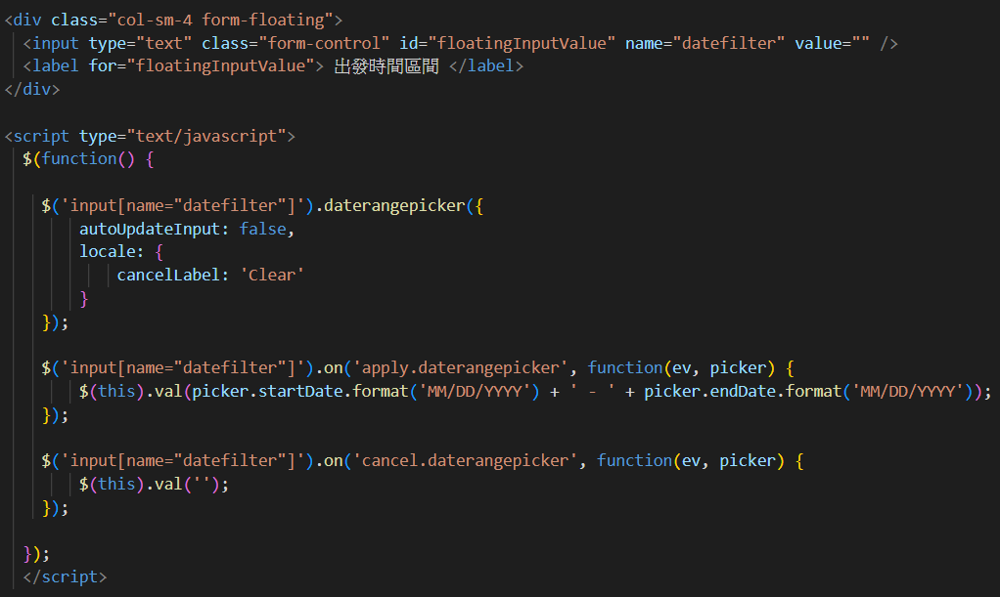 <div class="col-sm-4 form-floating">
<input type="text" class="form-control" id="floatingInputValue" name="datefilter" value="" />
<label for="floatingInputValue"> 出發時間區間 </label>
</div>
<script type="text/javascript">
$(function() {
$('input[name="datefilter"]').daterangepicker({
autoUpdateInput: false,
locale: {
cancelLabel: 'Clear'
}
});
$('input[name="datefilter"]').on('apply.daterangepicker', function(ev, picker) {
$(this).val(picker.startDate.format('MM/DD/YYYY') + ' - ' + picker.endDate.format('MM/DD/YYYY'));
});
$('input[name="datefilter"]').on('cancel.daterangepicker', function(ev, picker) {
$(this).val('');
});
});
</script>